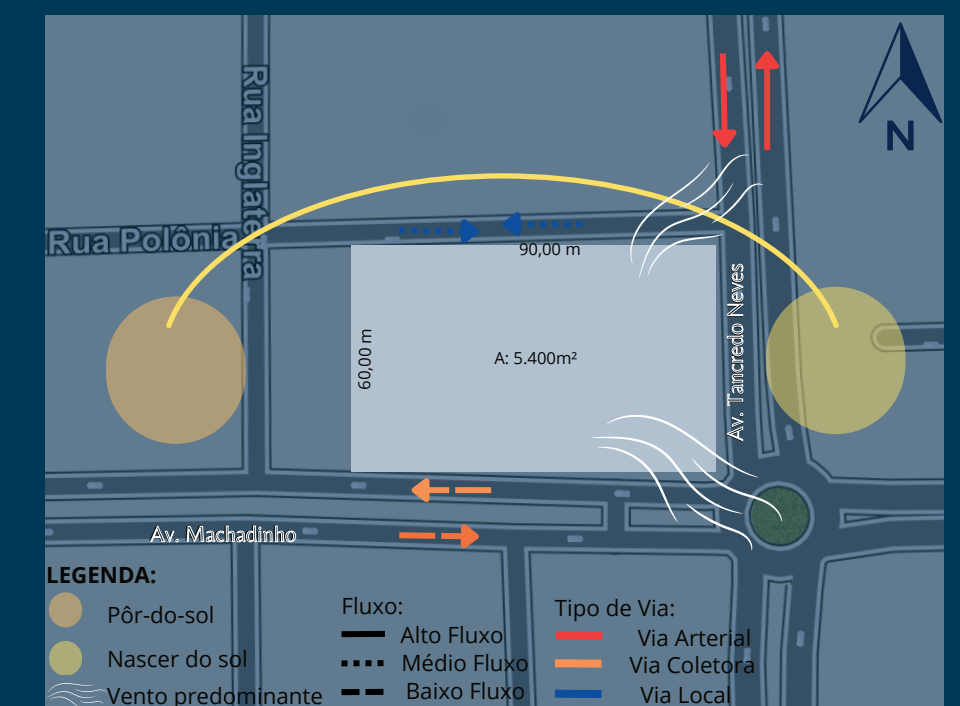 N
Rua Inglaterra
Rua Polônia
90,00 m
60,00 m
A: 5.400m²
Av. Tancredo Neves
Av. Machadinho
LEGENDA:
Pôr-do-sol
Nascer do sol
Vento predominante
Fluxo:
Alto Fluxo
Médio Fluxo
Baixo Fluxo
Tipo de Via:
Via Arterial
Via Coletora
Via Local